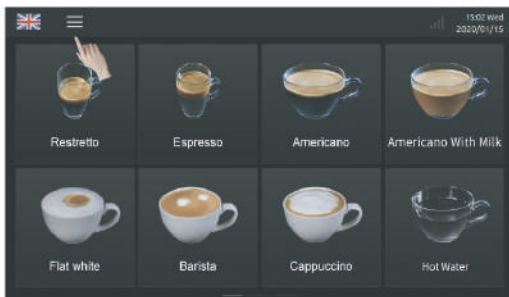 15:02 Wed
2020/01/15
Restretto
Espresso
Americano
Americano With Milk
Flat white
Barista
Cappuccino
Hot Water